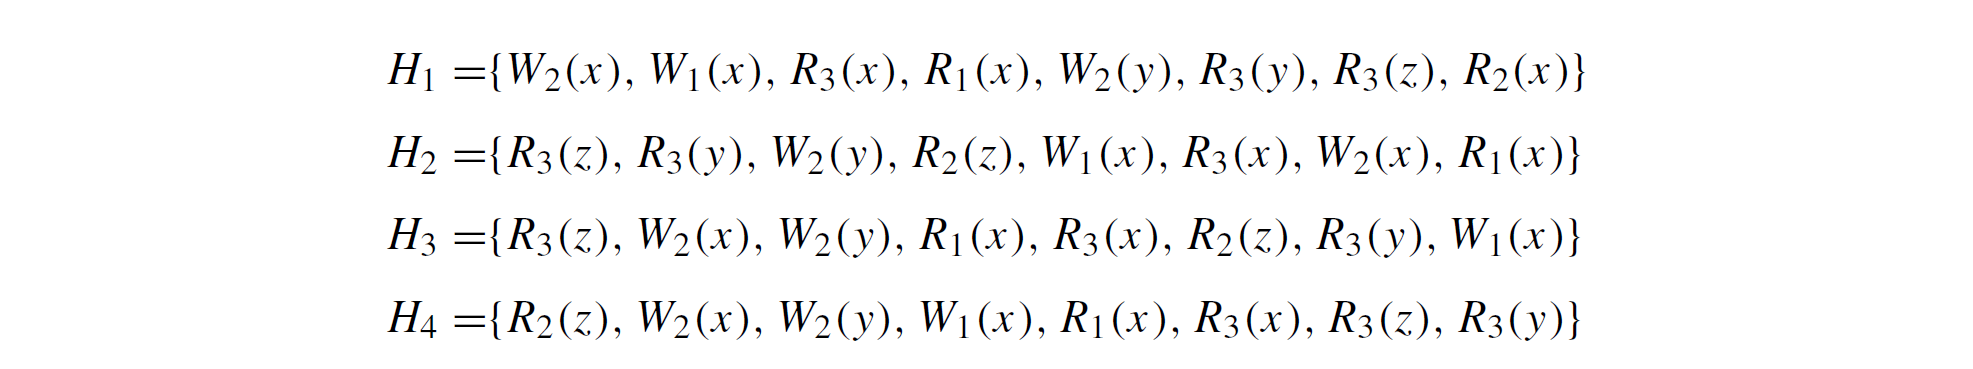 H₁ ={W₂(x), W₁(x), R₃(x), R₁(x), W₂(y), R₃(y), R₃(z), R₂(x)}
H₂ ={R₃(z), R₃(y), W₂(y), R₂(z), W₁(x), R₃(x), W₂(x), R₁(x)}
H₃ ={R₃(z), W₂(x), W₂(y), R₁(x), R₃(x), R₂(z), R₃(y), W₁(x)}
H₄ ={R₂(z), W₂(x), W₂(y), W₁(x), R₁(x), R₃(x), R₃(z), R₃(y)}